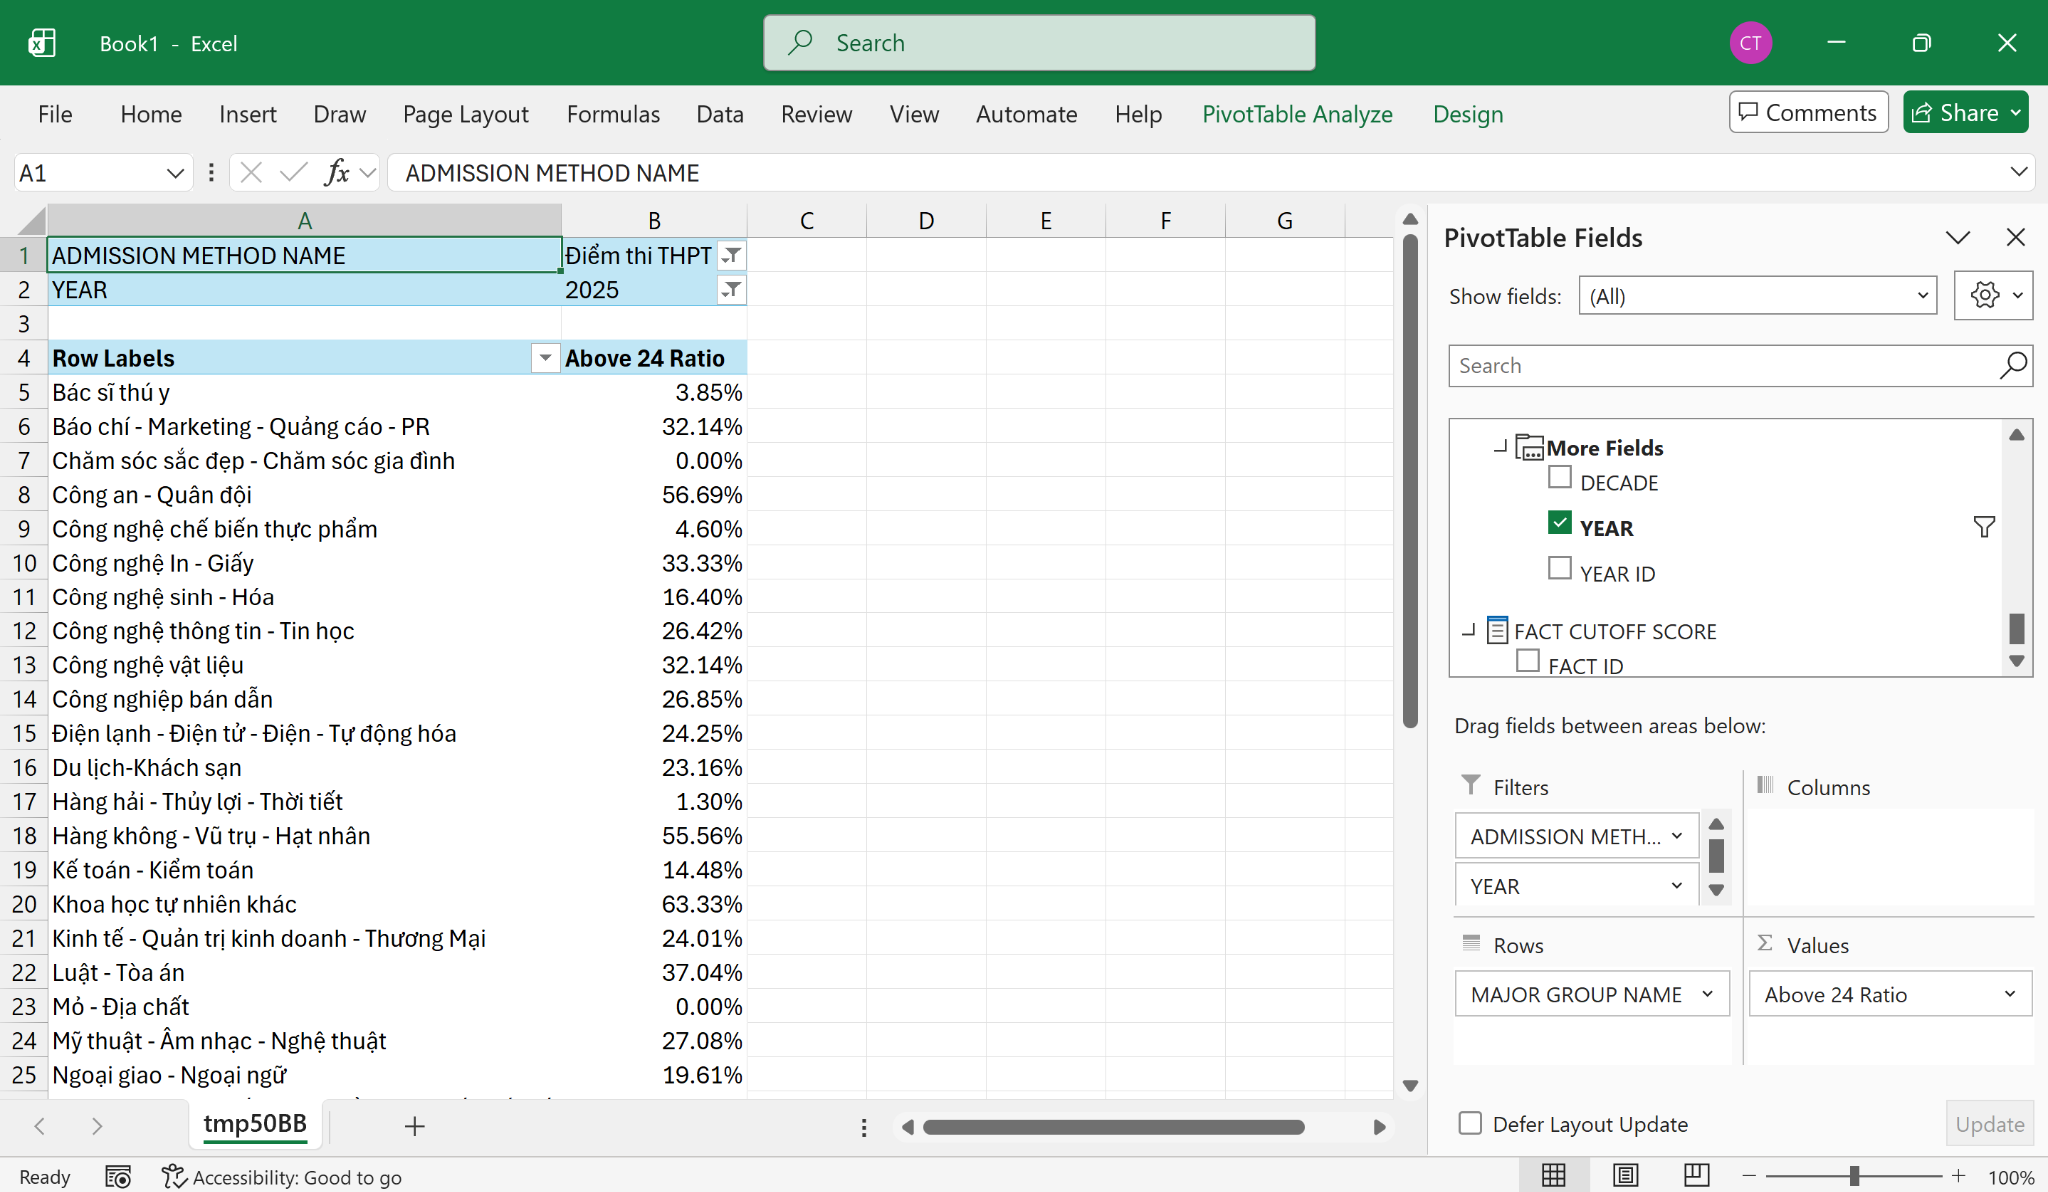 Book1 - Excel
Search
CT
File Home Insert Draw Page Layout Formulas Data Review View Automate Help PivotTable Analyze Design Comments Share
A1 fx ADMISSION METHOD NAME
A B C D E F G
1 ADMISSION METHOD NAME Điểm thi THPT
2 YEAR 2025
3
4 Row Labels Above 24 Ratio
5 Bác sĩ thú y 3.85%
6 Báo chí - Marketing - Quảng cáo - PR 32.14%
7 Chăm sóc sắc đẹp - Chăm sóc gia đình 0.00%
8 Công an - Quân đội 56.69%
9 Công nghệ chế biến thực phẩm 4.60%
10 Công nghệ In - Giấy 33.33%
11 Công nghệ sinh - Hóa 16.40%
12 Công nghệ thông tin - Tin học 26.42%
13 Công nghệ vật liệu 32.14%
14 Công nghiệp bán dẫn 26.85%
15 Điện lạnh - Điện tử - Điện - Tự động hóa 24.25%
16 Du lịch-Khách sạn 23.16%
17 Hàng hải - Thủy lợi - Thời tiết 1.30%
18 Hàng không - Vũ trụ - Hạt nhân 55.56%
19 Kế toán - Kiểm toán 14.48%
20 Khoa học tự nhiên khác 63.33%
21 Kinh tế - Quản trị kinh doanh - Thương Mại 24.01%
22 Luật - Tòa án 37.04%
23 Mỏ - Địa chất 0.00%
24 Mỹ thuật - Âm nhạc - Nghệ thuật 27.08%
25 Ngoại giao - Ngoại ngữ 19.61%
PivotTable Fields
Show fields: (All)
Search
More Fields
DECADE
YEAR
YEAR ID
FACT CUTOFF SCORE
FACT ID
Drag fields between areas below:
Filters
ADMISSION METH...
YEAR
Columns
Rows
MAJOR GROUP NAME
Σ Values
Above 24 Ratio
Defer Layout Update
Update
tmp50BB
Ready
Accessibility: Good to go
100%